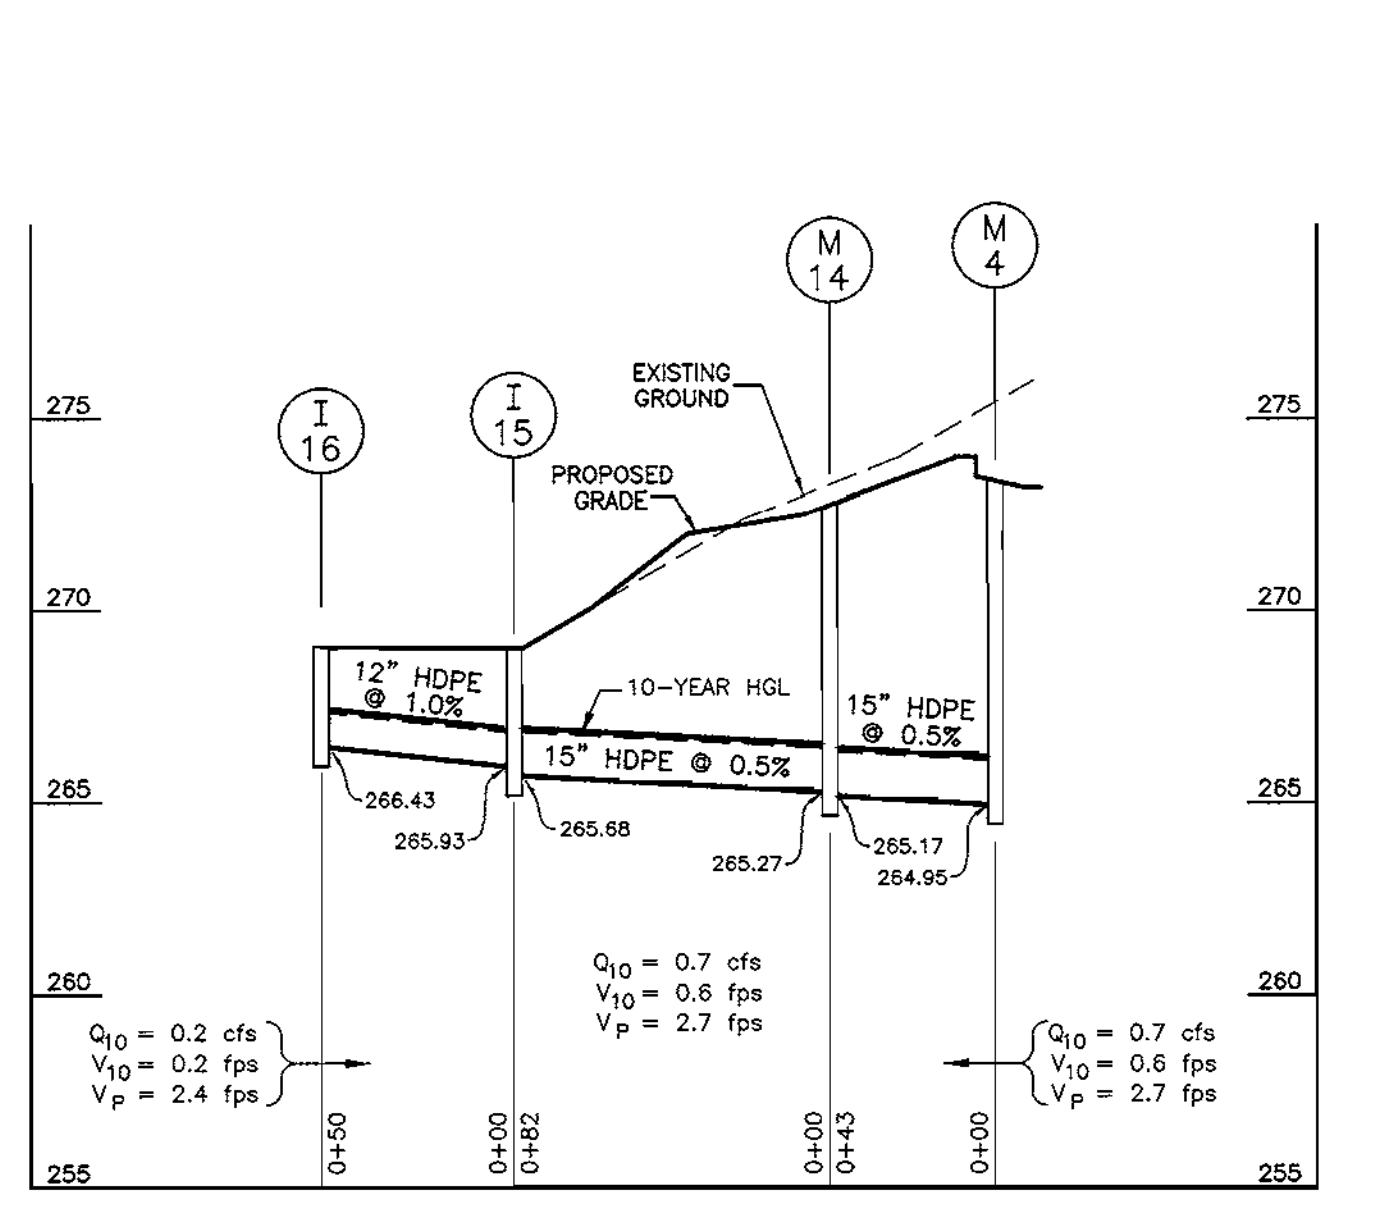 M
4
M
14
I
15
I
16
EXISTING
GROUND
275
275
PROPOSED
GRADE
270
270
12" HDPE
@ 1.0%
10-YEAR HGL
15" HDPE
@ 0.5%
15" HDPE @ 0.5%
265
265
266.43
265.93
265.68
265.27
265.17
264.95
260
260
Q10 = 0.7 cfs
V10 = 0.6 fps
VP = 2.7 fps
Q10 = 0.2 cfs
V10 = 0.2 fps
VP = 2.4 fps
Q10 = 0.7 cfs
V10 = 0.6 fps
VP = 2.7 fps
0+50
0+00
0+82
0+00
0+43
0+00
255
255